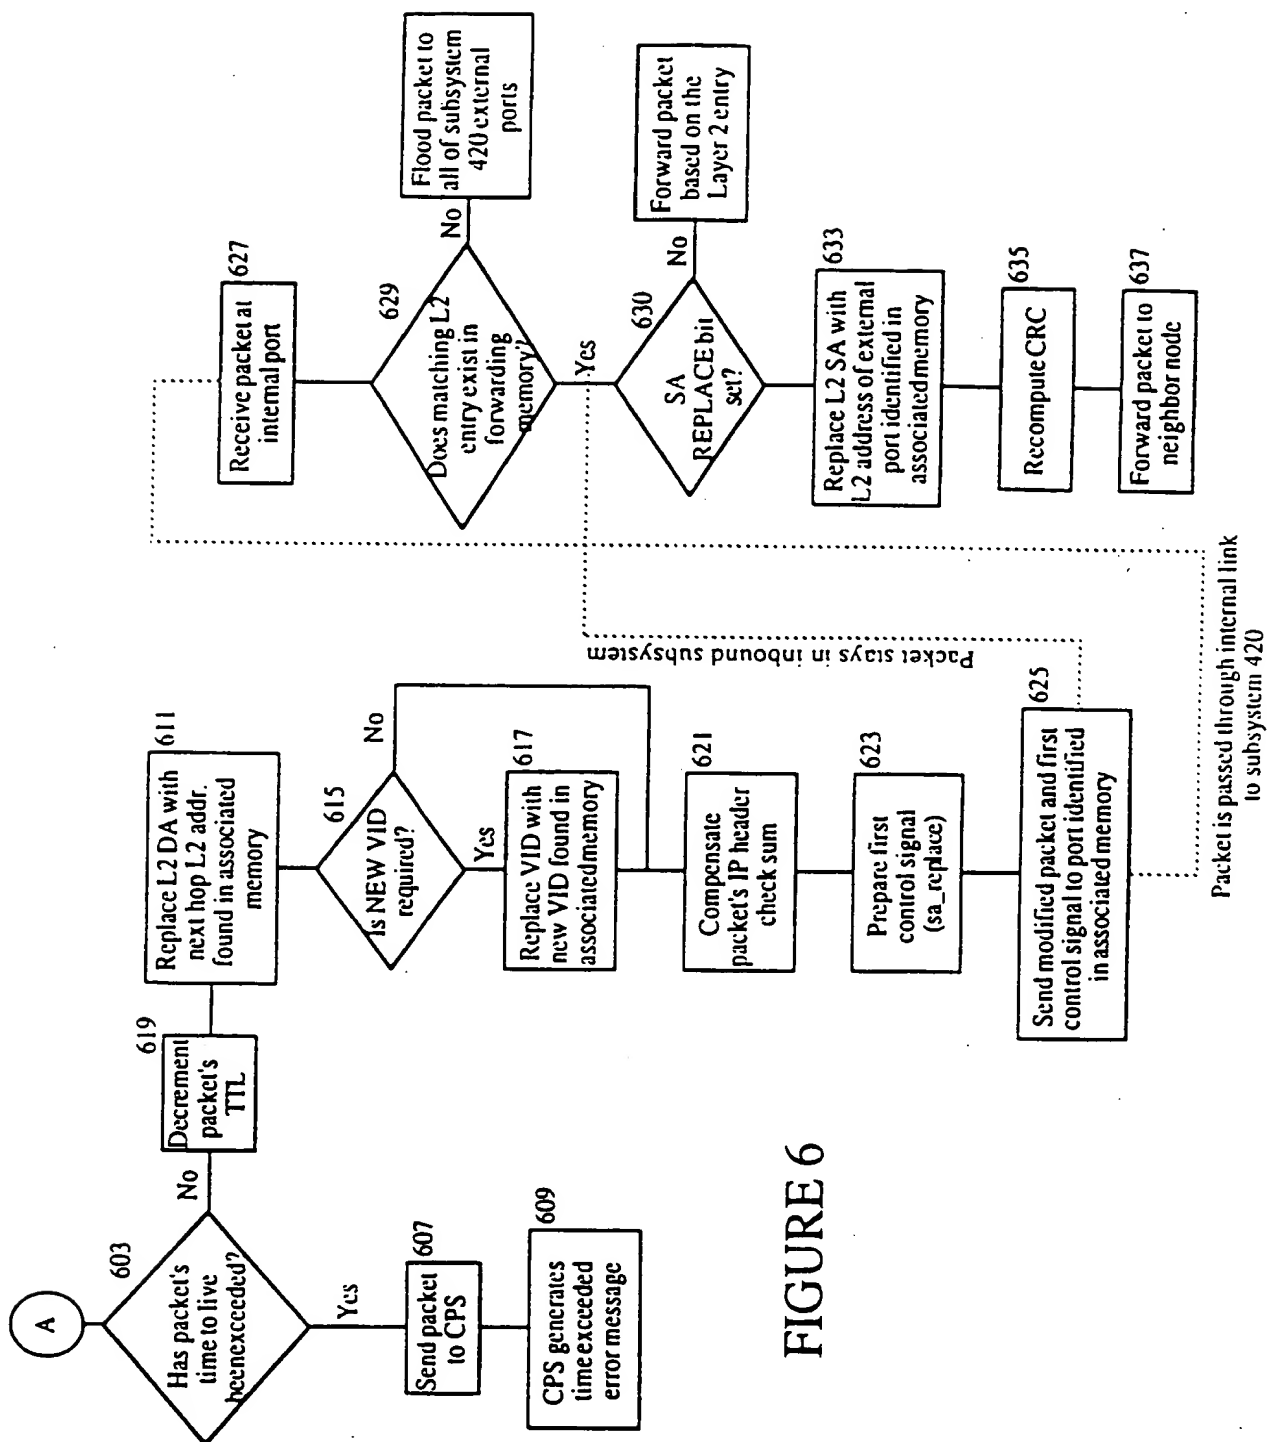 A
603
Has packet's
time to live
beenexceeded?
No
Yes
607
Send packet
to CPS
609
CPS generates
time exceeded
error message
619
Decrement
packet's
TTL
611
Replace L2 DA with
next hop L2 addr.
found in associated
memory
615
Is NEW VID
required?
No
Yes
617
Replace VID with
new VID found in
associatedmemory
621
Compensate
packet's IP header
check sum
623
Prepare first
control signal
(sa_replace)
625
Send modified packet and first
control signal to port identified
in associated memory
Packet stays in inbound subsystem
Packet is passed through internal link
to subsystem 420
627
Receive packet at
internal port
629
Does matching L2
entry exist in
forwarding
memory?
No
Flood packet to
all of subsystem
420 external
ports
Yes
630
SA
REPLACE bit
set?
No
Forward packet
based on the
Layer 2 entry
633
Replace L2 SA with
L2 address of external
port identified in
associatedmemory
635
Recompute CRC
637
Forward packet to
neighbor node
FIGURE 6